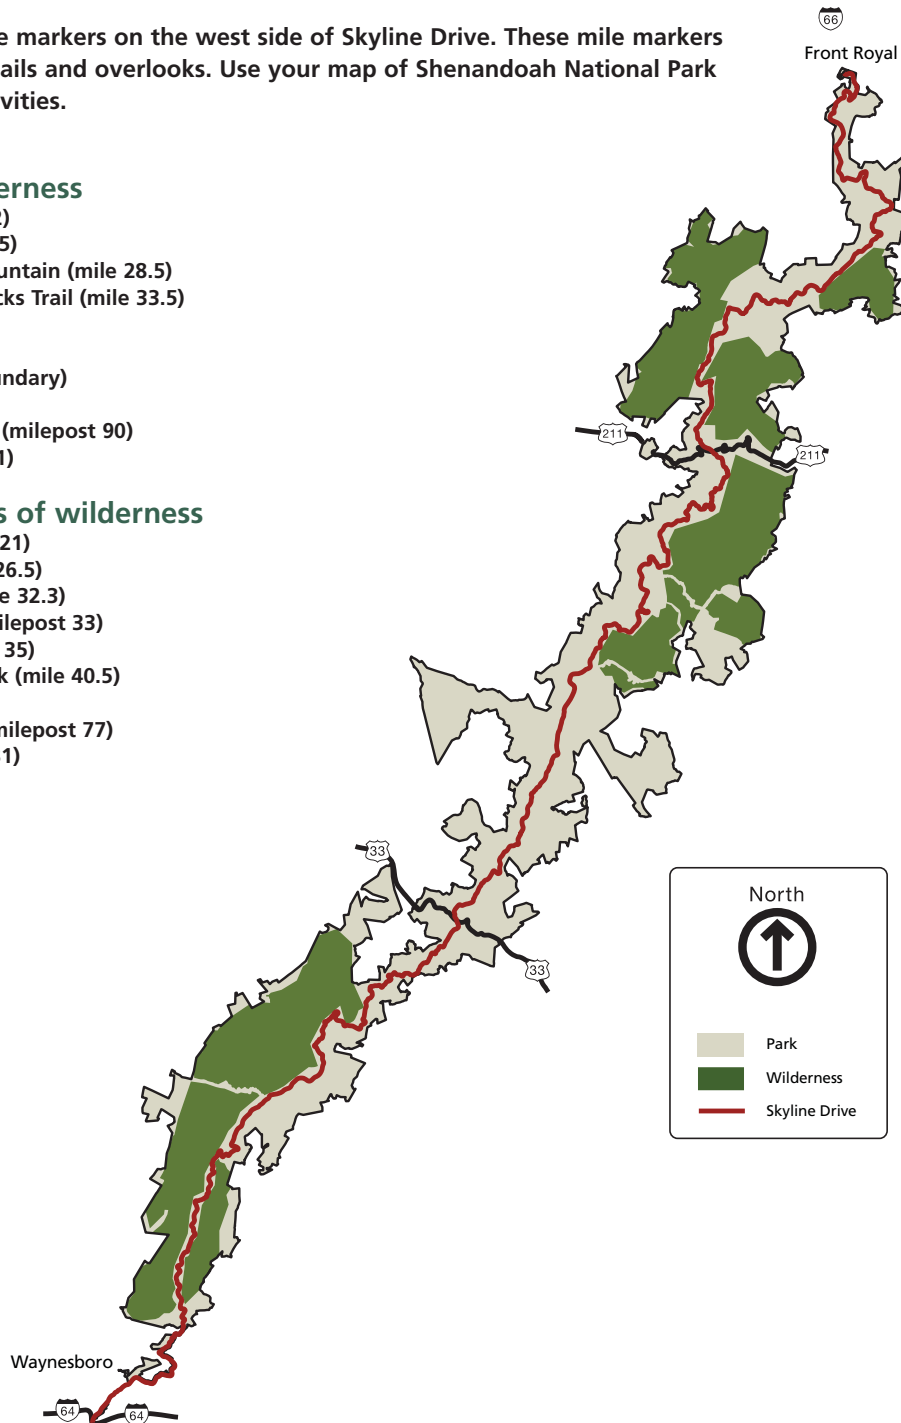 e markers on the west side of Skyline Drive. These mile markers
ails and overlooks. Use your map of Shenandoah National Park
vities.
erness
2)
5)
untain (mile 28.5)
cks Trail (mile 33.5)
undary)
(milepost 90)
1)
s of wilderness
21)
26.5)
e 32.3)
ilepost 33)
35)
k (mile 40.5)
milepost 77)
31)
66
Front Royal
211
211
33
33
North
Park
Wilderness
Skyline Drive
Waynesboro
64
64